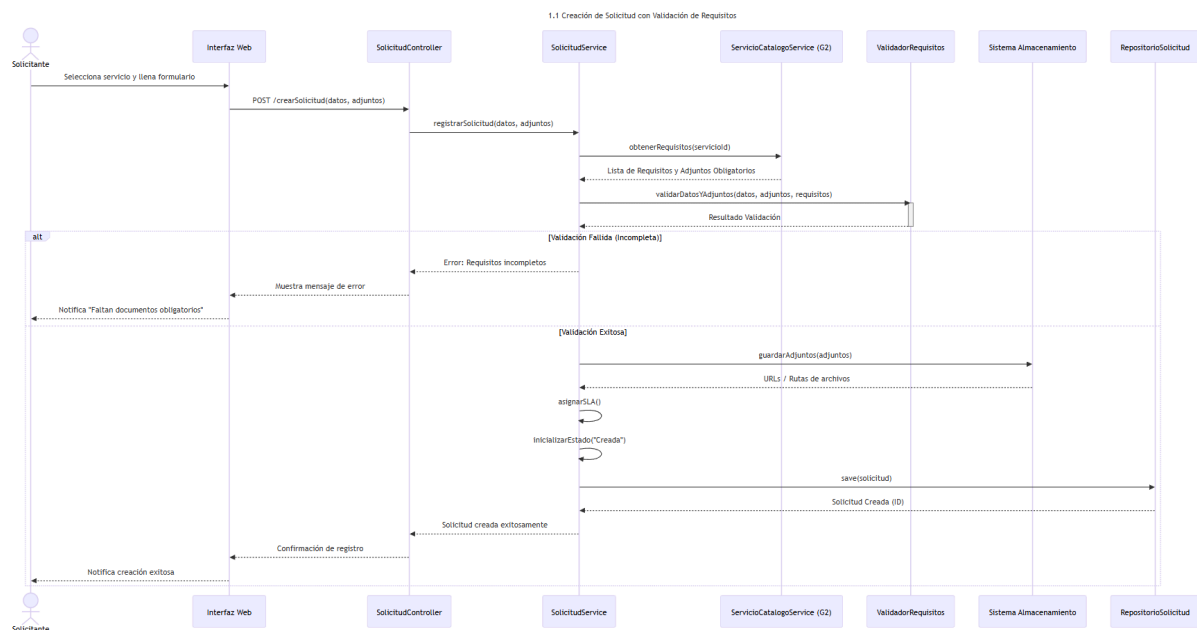 1.1 Creación de Solicitud con Validación de Requisitos
Solicitante
Interfaz Web
SolicitudController
SolicitudService
ServicioCatalogoService (G2)
ValidadorRequisitos
Sistema Almacenamiento
RepositorioSolicitud
Selecciona servicio y llena formulario
POST /crearSolicitud(datos, adjuntos)
registrarSolicitud(datos, adjuntos)
obtenerRequisitos(servicioId)
Lista de Requisitos y Adjuntos Obligatorios
validarDatosYAdjuntos(datos, adjuntos, requisitos)
Resultado Validación
alt
[Validación Fallida (Incompleta)]
Error: Requisitos incompletos
Muestra mensaje de error
Notifica "Faltan documentos obligatorios"
[Validación Exitosa]
guardarAdjuntos(adjuntos)
URLs / Rutas de archivos
asignarSLA()
inicializarEstado("Creada")
save(solicitud)
Solicitud Creada (ID)
Solicitud creada exitosamente
Confirmación de registro
Notifica creación exitosa
Solicitante
Interfaz Web
SolicitudController
SolicitudService
ServicioCatalogoService (G2)
ValidadorRequisitos
Sistema Almacenamiento
RepositorioSolicitud